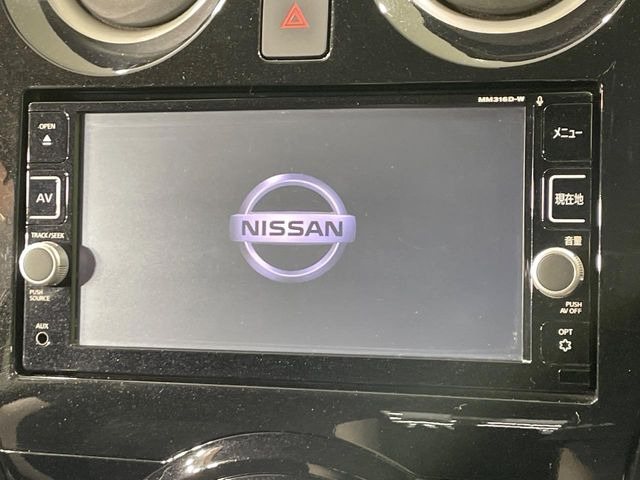 MM316D-W
OPEN
メニュー
AV
現在地
NISSAN
TRACK/SEEK
音量
PUSH
SOURCE
PUSH
AV OFF
AUX
OPT